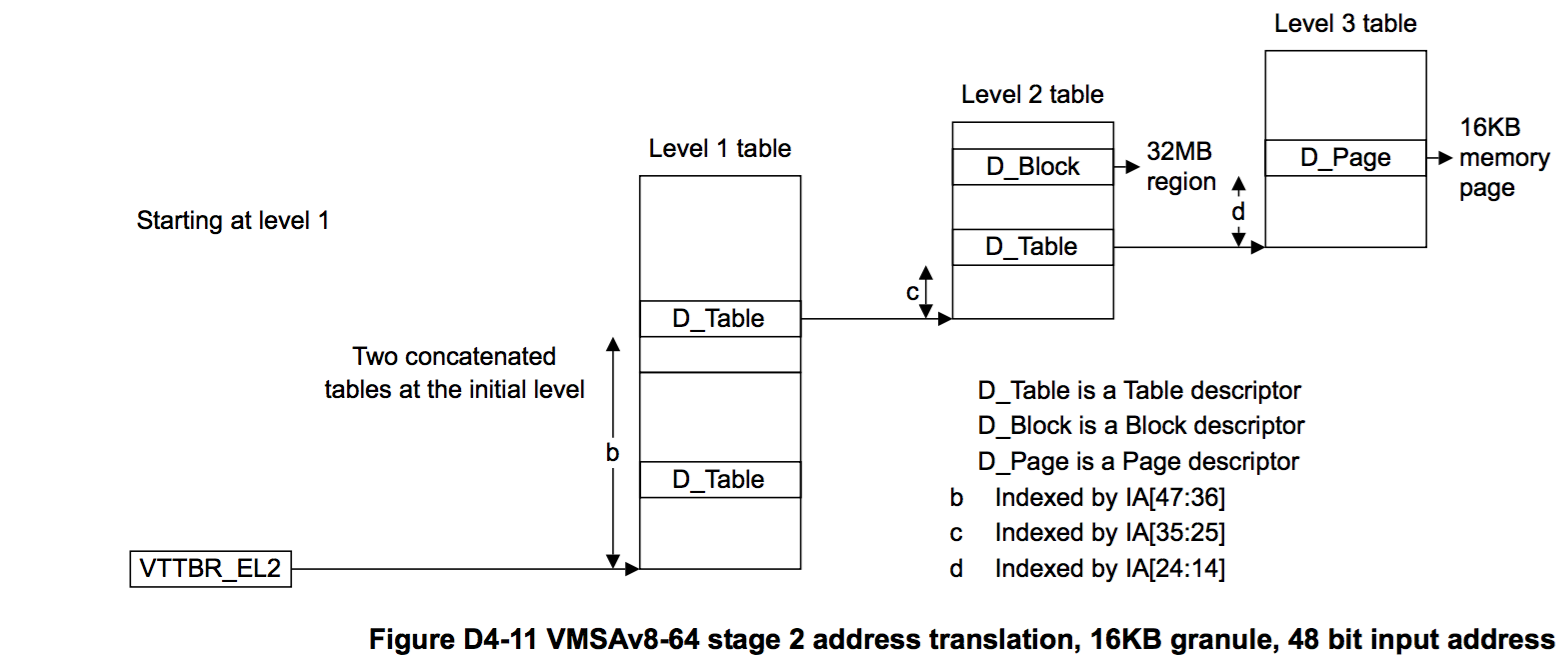 Level 3 table
Level 2 table
Level 1 table
16KB
memory
page
D_Page
32MB
region
D_Block
d
Starting at level 1
D_Table
c
D_Table
Two concatenated
tables at the initial level
b
D_Table
VTTBR_EL2
D_Table is a Table descriptor
D_Block is a Block descriptor
D_Page is a Page descriptor
b Indexed by IA[47:36]
c Indexed by IA[35:25]
d Indexed by IA[24:14]
Figure D4-11 VMSAv8-64 stage 2 address translation, 16KB granule, 48 bit input address